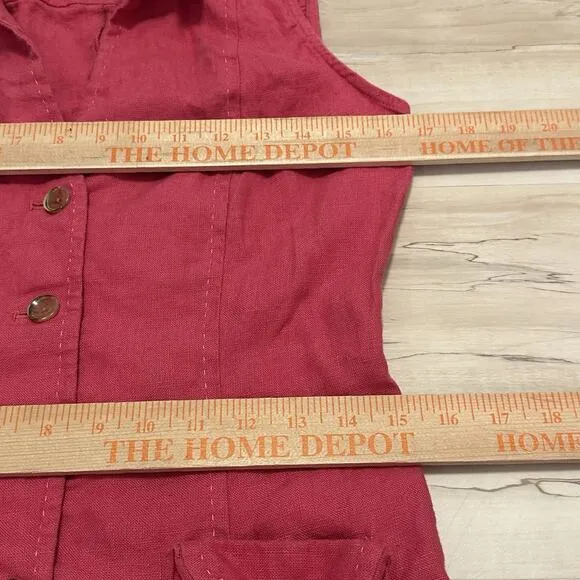 7 8 9 10 11 12 13 14 15 16 17 18 19 20
THE HOME DEPOT HOME OF THE
8 9 10 11 12 13 14 15 16 17 18
THE HOME DEPOT HOM